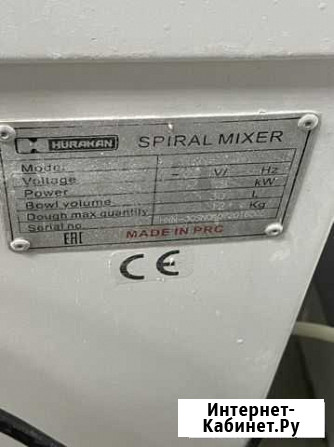 HURAKAN SPIRAL MIXER
Model
Voltage ~ V/ Hz
Power kW
Bowl volume L
Dough max quantity 12 Kg
Serial no.
EAC MADE IN PRC
CE
Интернет-
Кабинет.Ру